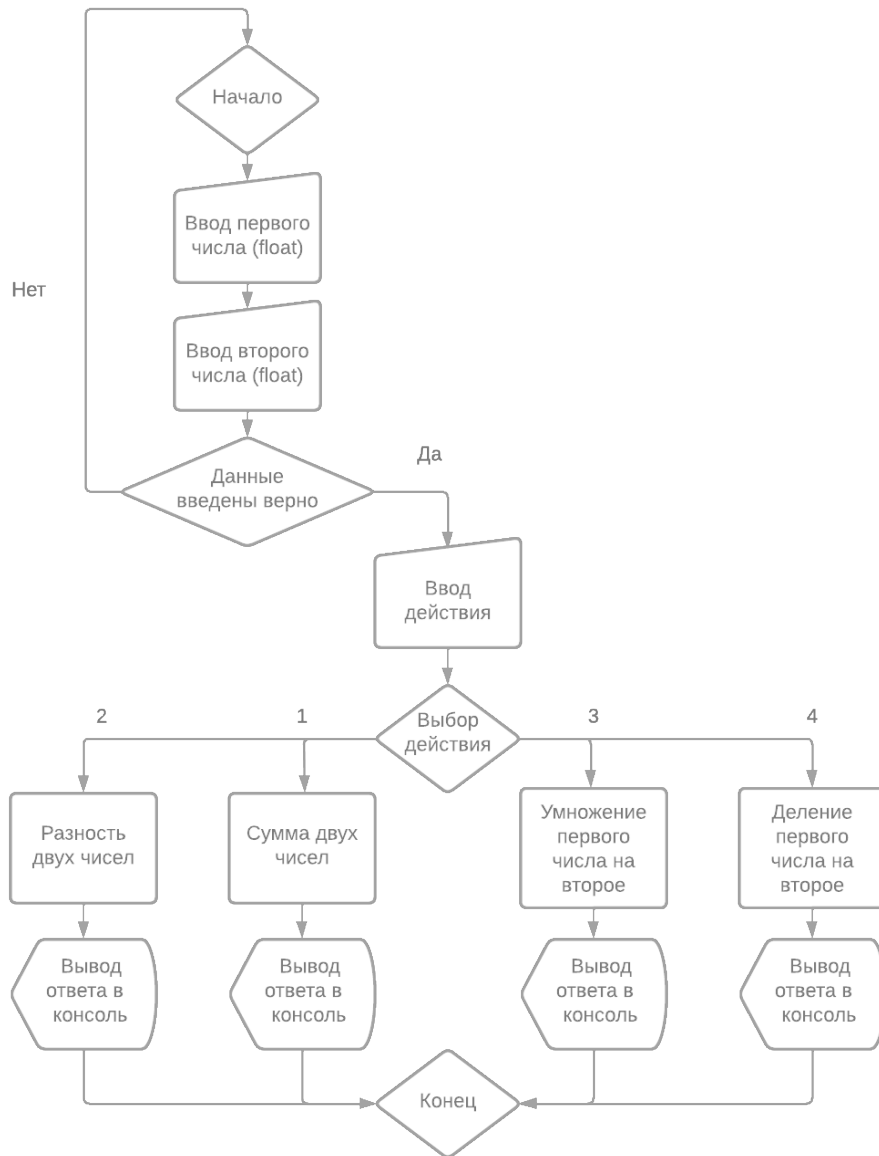 Начало
Ввод первого
числа (float)
Нет
Ввод второго
числа (float)
Да
Данные
введены верно
Ввод
действия
2
1
3
4
Выбор
действия
Разность
двух чисел
Сумма двух
чисел
Умножение
первого
числа на
второе
Деление
первого
числа на
второе
Вывод
ответа в
консоль
Вывод
ответа в
консоль
Вывод
ответа в
консоль
Вывод
ответа в
консоль
Конец